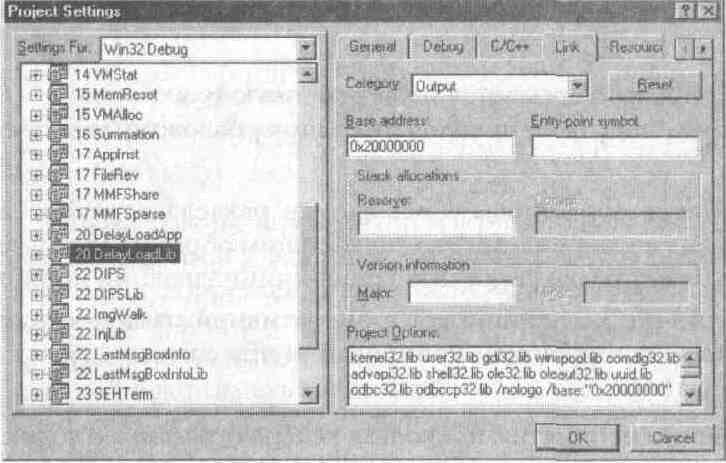 Project Settings
Settings For: Win32 Debug
14 VMStat
15 MemReset
15 VMAlloc
16 Summation
17 AppInst
17 FileRev
17 MMFShare
17 MMFSparse
20 DelayLoadApp
20 DelayLoadLib
22 DIPS
22 DIPSLib
22 ImgWalk
22 InjLib
22 LastMsgBoxInfo
22 LastMsgBoxInfoLib
23 SEHTerm
General Debug C/C++ Link Resourc
Category: Output Reset
Base address: Entry-point symbol:
0x20000000
Stack allocations
Reserve:
Version information
Major:
Project Options:
kernel32.lib user32.lib gdi32.lib winspool.lib comdlg32.lib
advapi32.lib shell32.lib ole32.lib oleaut32.lib uuid.lib
odbc32.lib odbccp32.lib /nologo /base:"0x20000000"
OK Cancel